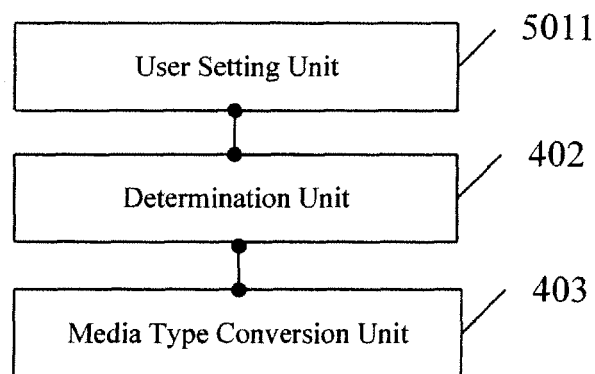 5011
User Setting Unit
402
Determination Unit
403
Media Type Conversion Unit